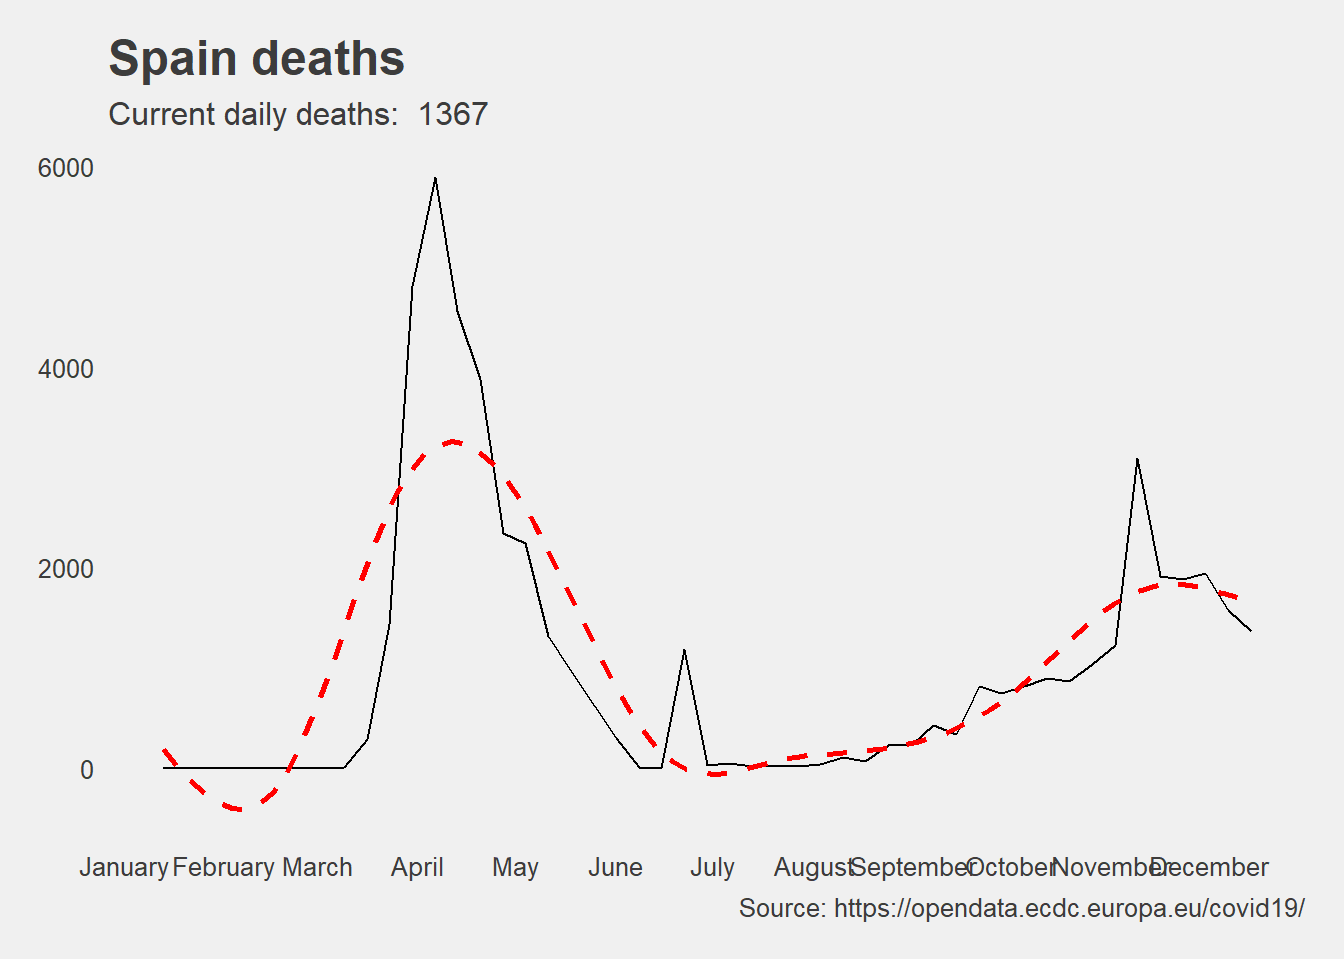 Spain deaths
Current daily deaths: 1367
6000
4000
2000
0
January February March April May June July August September October November December
Source: https://opendata.ecdc.europa.eu/covid19/